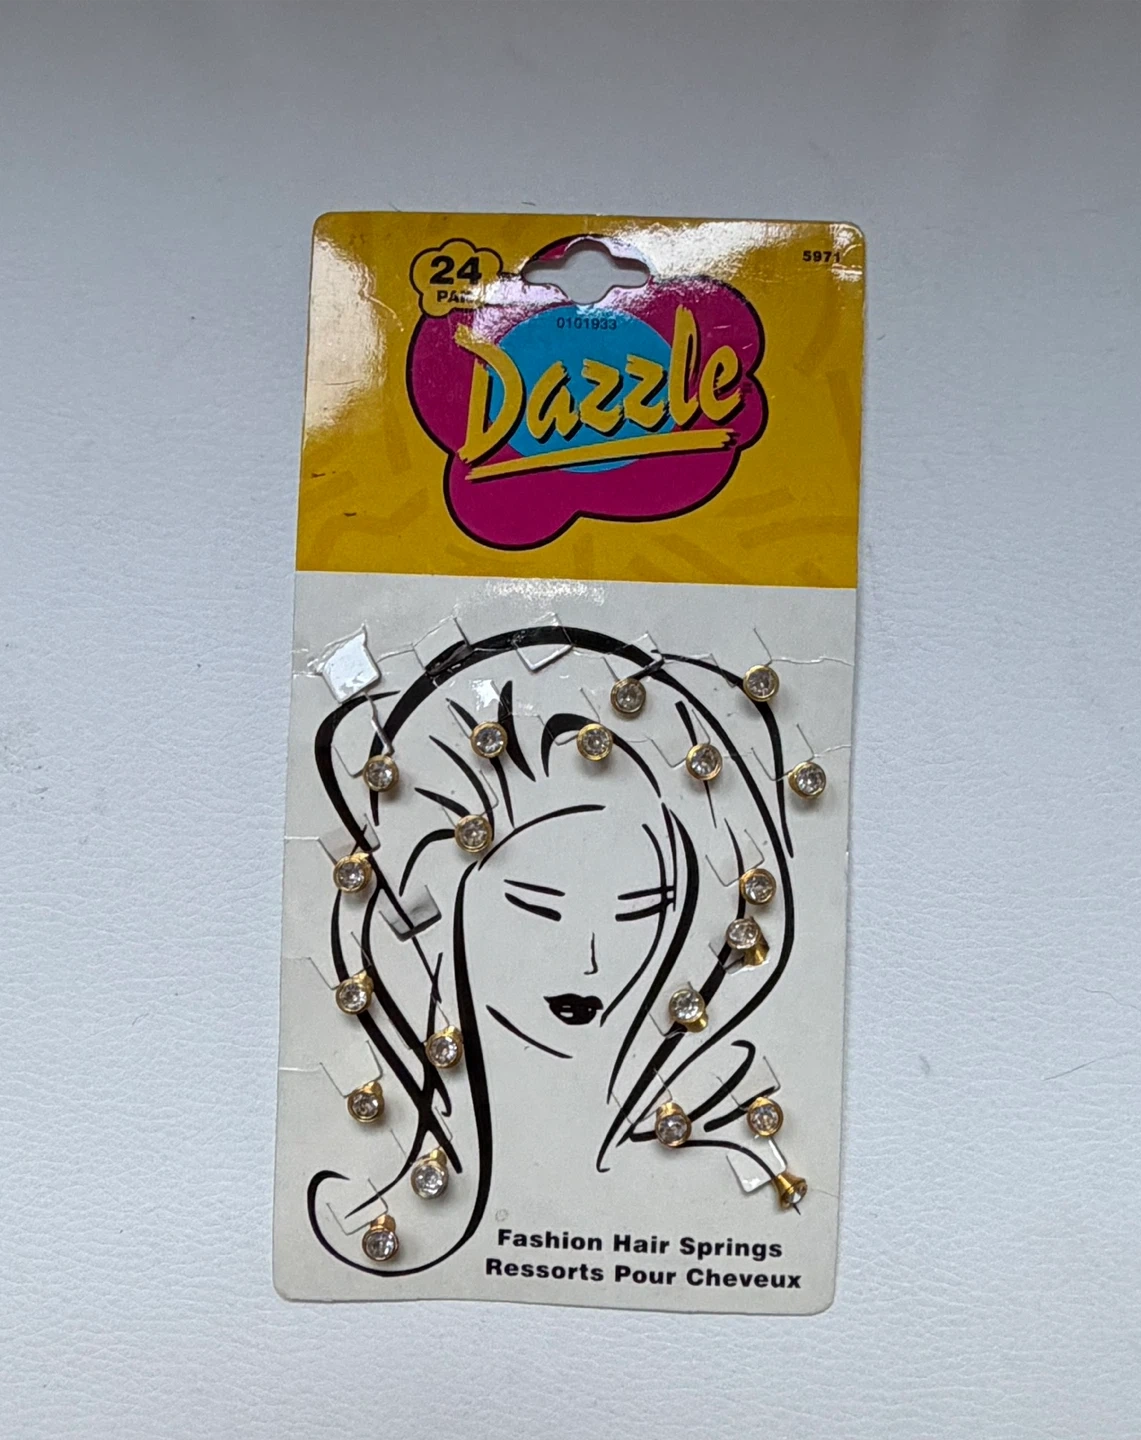 24
5971
0101933
Dazzle
Fashion Hair Springs
Ressorts Pour Cheveux